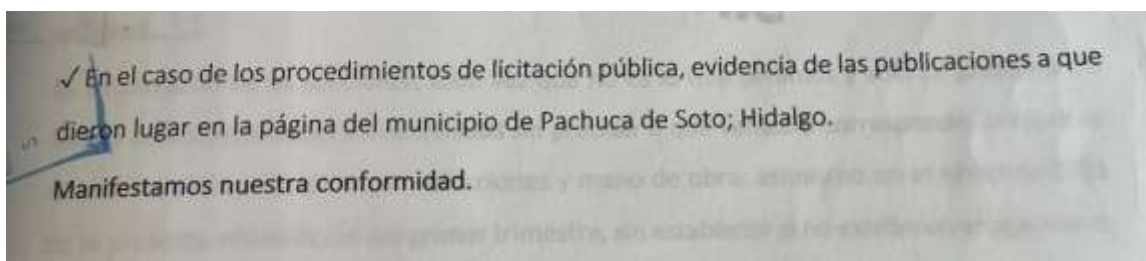 ✓ En el caso de los procedimientos de licitación pública, evidencia de las publicaciones a que
dieron lugar en la página del municipio de Pachuca de Soto; Hidalgo.
Manifestamos nuestra conformidad.